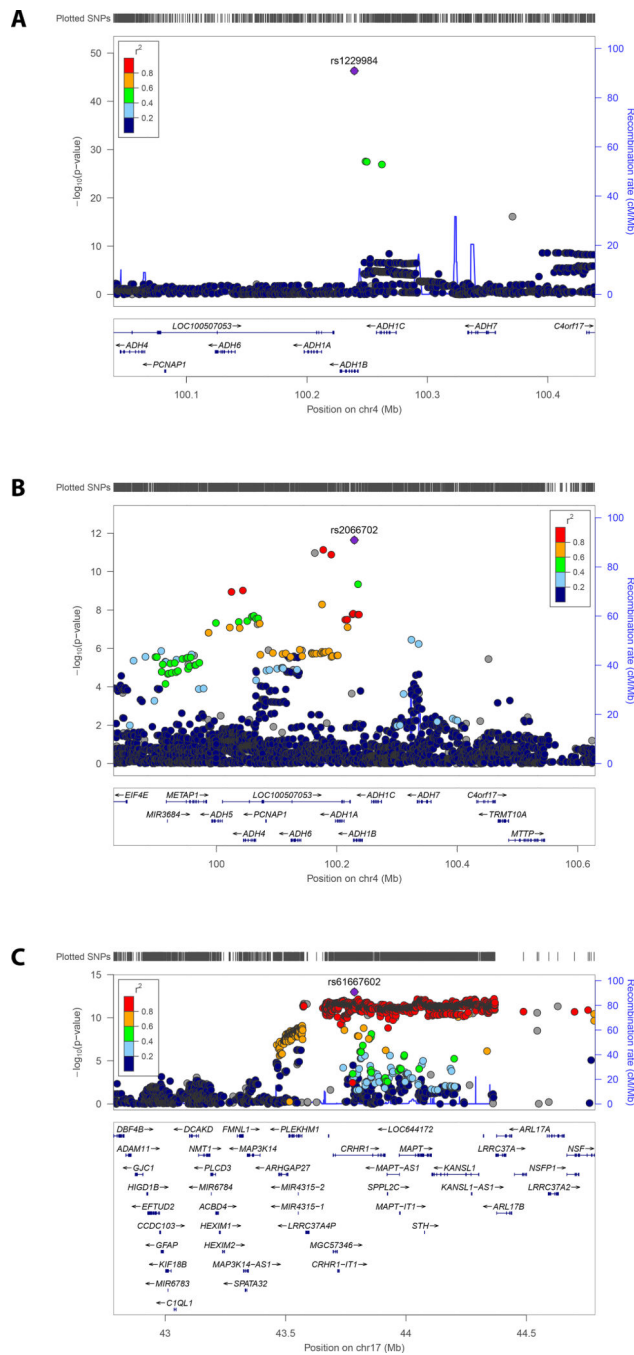 A
Plotted SNPs
rs1229984
r²
0.8
0.6
0.4
0.2
50
40
30
20
10
0
−log₁₀(p−value)
100
80
60
40
20
0
Recombination rate (cM/Mb)
LOC100507053→
←ADH1C
←ADH7
C4orf17→
←ADH4
←ADH6
←ADH1A
←PCNAP1
←ADH1B
100.1
100.2
100.3
100.4
Position on chr4 (Mb)
B
Plotted SNPs
rs2066702
r²
0.8
0.6
0.4
0.2
12
10
8
6
4
2
0
−log₁₀(p−value)
100
80
60
40
20
0
Recombination rate (cM/Mb)
←EIF4E
METAP1→
LOC100507053→
←ADH1C
←ADH7
C4orf17→
MIR3684→
←ADH5
←PCNAP1
←ADH1A
←TRMT10A
←ADH4
←ADH6
←ADH1B
MTTP→
100
100.2
100.4
100.6
Position on chr4 (Mb)
C
Plotted SNPs
rs61667602
r²
0.8
0.6
0.4
0.2
15
10
5
0
−log₁₀(p−value)
100
80
60
40
20
0
Recombination rate (cM/Mb)
DBF4B→
←DCAKD
FMNL1→
←PLEKHM1
LOC644172
←ARL17A
ADAM11→
NMT1→
←MAP3K14
CRHR1→
MAPT→
LRRC37A→
NSF→
←GJC1
←PLCD3
←ARHGAP27
←MAPT−AS1
←KANSL1
NSFP1→
HIGD1B→
MIR6784
←MIR4315−2
SPPL2C→
KANSL1−AS1→
LRRC37A2→
←EFTUD2
←ACBD4→
←MIR4315−1
MAPT−IT1→
←ARL17B
CCDC103→
HEXIM1→
←LRRC37A4P
STH→
←GFAP
HEXIM2→
MGC57346→
←KIF18B
MAP3K14−AS1→
CRHR1−IT1→
←MIR6783
←SPATA32
←C1QL1
43
43.5
44
44.5
Position on chr17 (Mb)